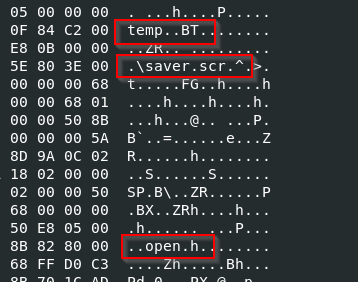 05 00 00 00 .....h....P.....
0F 84 C2 00 temp..BT........
E8 0B 00 00 ..ZR.. .........
5E 80 3E 00 .\saver.scr.^.>.
00 00 00 68 t.....FG..h....h
00 00 68 01 ....h....h....h.
00 00 50 8B ...h...@.. ...P.
00 00 00 5A B`..=......e...Z
8D 9A 0C 02 R......h........
18 02 00 00 ..S......S......
02 00 00 50 SP.B\..ZR......P
68 00 00 00 .BX..ZRh....h...
50 E8 05 00 .h...... ...P...
8B 82 80 00 ..open.h........
68 FF D0 C3 ....Zh.....Bh...